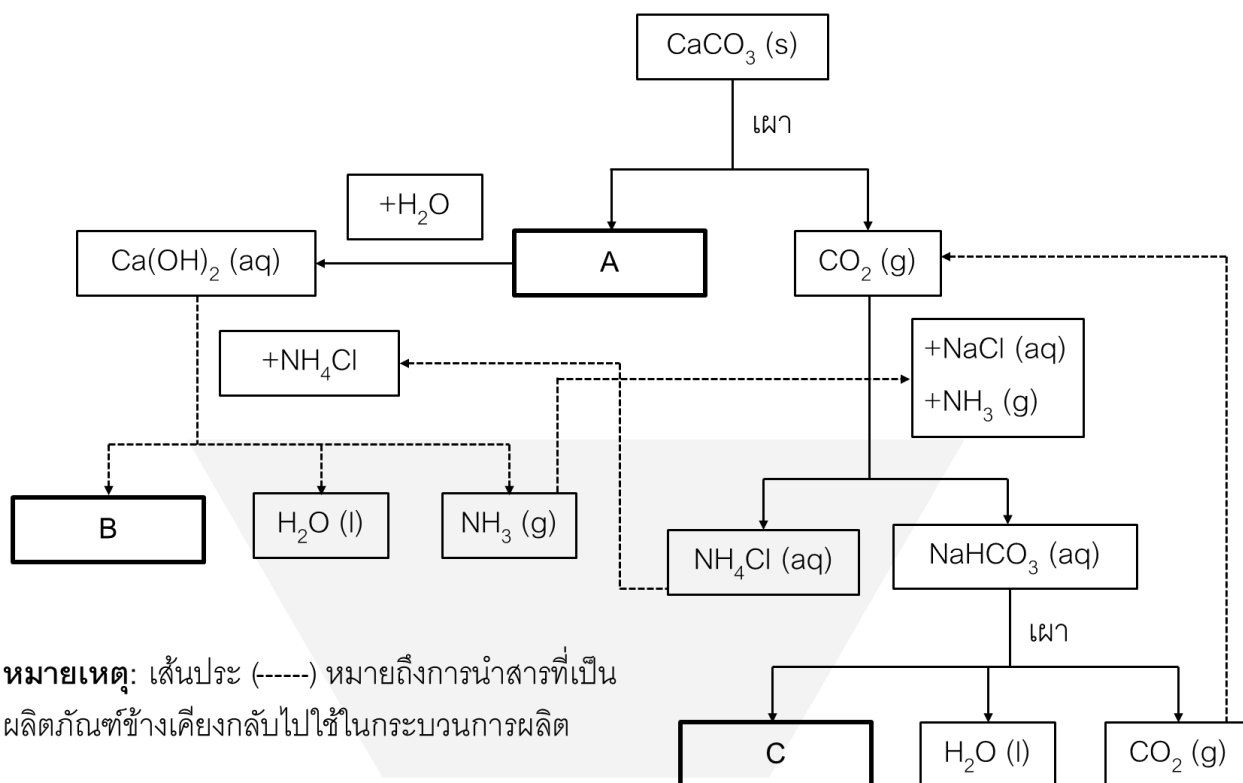 CaCO₃ (s)
เผา
+H₂O
Ca(OH)₂ (aq)
A
CO₂ (g)
+NH₄Cl
+NaCl (aq)
+NH₃ (g)
B
H₂O (l)
NH₃ (g)
NH₄Cl (aq)
NaHCO₃ (aq)
เผา
หมายเหตุ: เส้นประ (------) หมายถึงการนำสารที่เป็น
ผลิตภัณฑ์ข้างเคียงกลับไปใช้ในกระบวนการผลิต
C
H₂O (l)
CO₂ (g)